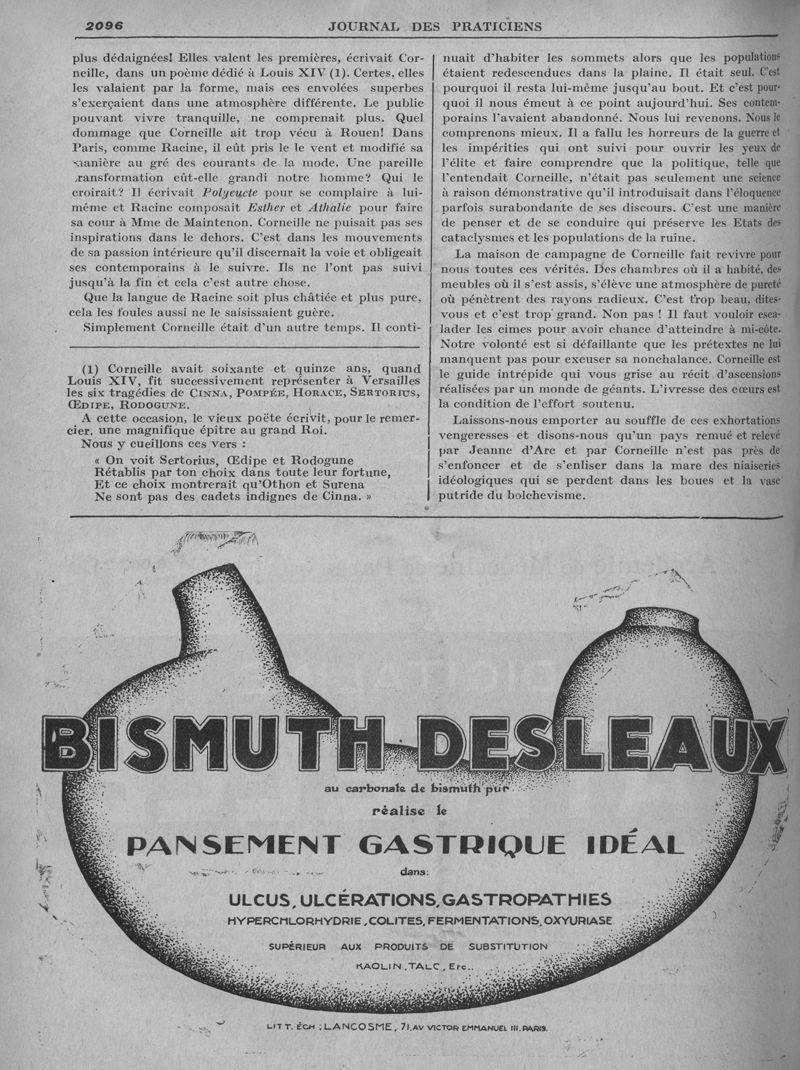 2096
JOURNAL DES PRATICIENS
plus dédaignées! Elles valent les premières, écrivait Cor-
neille, dans un poème dédié à Louis XIV (1). Certes, elles
les valaient par la forme, mais ces envolées superbes
s'exerçaient dans une atmosphère différente. Le public
pouvant vivre tranquille, ne comprenait plus. Quel
dommage que Corneille ait trop vécu à Rouen! Dans
Paris, comme Racine, il eût pris le le vent et modifié sa
manière au gré des courants de la mode. Une pareille
transformation eût-elle grandi notre homme? Qui le
croirait? Il écrivait Polyeucte pour se complaire à lui-
même et Racine composait Esther et Athalie pour faire
sa cour à Mme de Maintenon. Corneille ne puisait pas ses
inspirations dans le dehors. C'est dans les mouvements
de sa passion intérieure qu'il discernait la voie et obligeait
ses contemporains à le suivre. Ils ne l'ont pas suivi
jusqu'à la fin et cela c'est autre chose.
Que la langue de Racine soit plus châtiée et plus pure,
cela les foules aussi ne le saisissaient guère.
Simplement Corneille était d'un autre temps. Il conti-
(1) Corneille avait soixante et quinze ans, quand
Louis XIV, fit successivement représenter à Versailles
les six tragédies de CINNA, POMPÉE, HORACE, SERTORIUS,
ŒDIPE, RODOGUNE.
A cette occasion, le vieux poëte écrivit, pour le remer-
cier, une magnifique épitre au grand Roi.
Nous y cueillons ces vers :
« On voit Sertorius, Œdipe et Rodogune
Rétablis par ton choix dans toute leur fortune,
Et ce choix montrerait qu'Othon et Surena
Ne sont pas des cadets indignes de Cinna. »
nuait d'habiter les sommets alors que les populations
étaient redescendues dans la plaine. Il était seul. C'est
pourquoi il resta lui-même jusqu'au bout. Et c'est pour-
quoi il nous émeut à ce point aujourd'hui. Ses contem-
porains l'avaient abandonné. Nous lui revenons. Nous le
comprenons mieux. Il a fallu les horreurs de la guerre et
les impérities qui ont suivi pour ouvrir les yeux de
l'élite et faire comprendre que la politique, telle que
l'entendait Corneille, n'était pas seulement une science
à raison démonstrative qu'il introduisait dans l'éloquence
parfois surabondante de ses discours. C'est une manière
de penser et de se conduire qui préserve les Etats des
cataclysmes et les populations de la ruine.
La maison de campagne de Corneille fait revivre pour
nous toutes ces vérités. Des chambres où il a habité, des
meubles où il s'est assis, s'élève une atmosphère de pureté
où pénètrent des rayons radieux. C'est trop beau, dites-
vous et c'est trop grand. Non pas ! Il faut vouloir esca-
lader les cimes pour avoir chance d'atteindre à mi-côte.
Notre volonté est si défaillante que les prétextes ne lui
manquent pas pour excuser sa nonchalance. Corneille est
le guide intrépide qui vous grise au récit d'ascensions
réalisées par un monde de géants. L'ivresse des cœurs est
la condition de l'effort soutenu.
Laissons-nous emporter au souffle de ces exhortations
vengeresses et disons-nous qu'un pays remué et relevé
par Jeanne d'Arc et par Corneille n'est pas près de
s'enfoncer et de s'enliser dans la mare des niaiseries
idéologiques qui se perdent dans les boues et la vase
putride du bolchevisme.
BISMUTH DESLEAUX
au carbonate de bismuth pur
réalise le
PANSEMENT GASTRIQUE IDÉAL
dans:
ULCUS, ULCÉRATIONS, GASTROPATHIES
HYPERCHLORHYDRIE, COLITES, FERMENTATIONS, OXYURIASE
SUPÉRIEUR AUX PRODUITS DE SUBSTITUTION
KAOLIN, TALC, Etc..
LITT. ÉCH : LANCOSME, 71, AV VICTOR EMMANUEL III. PARIS.